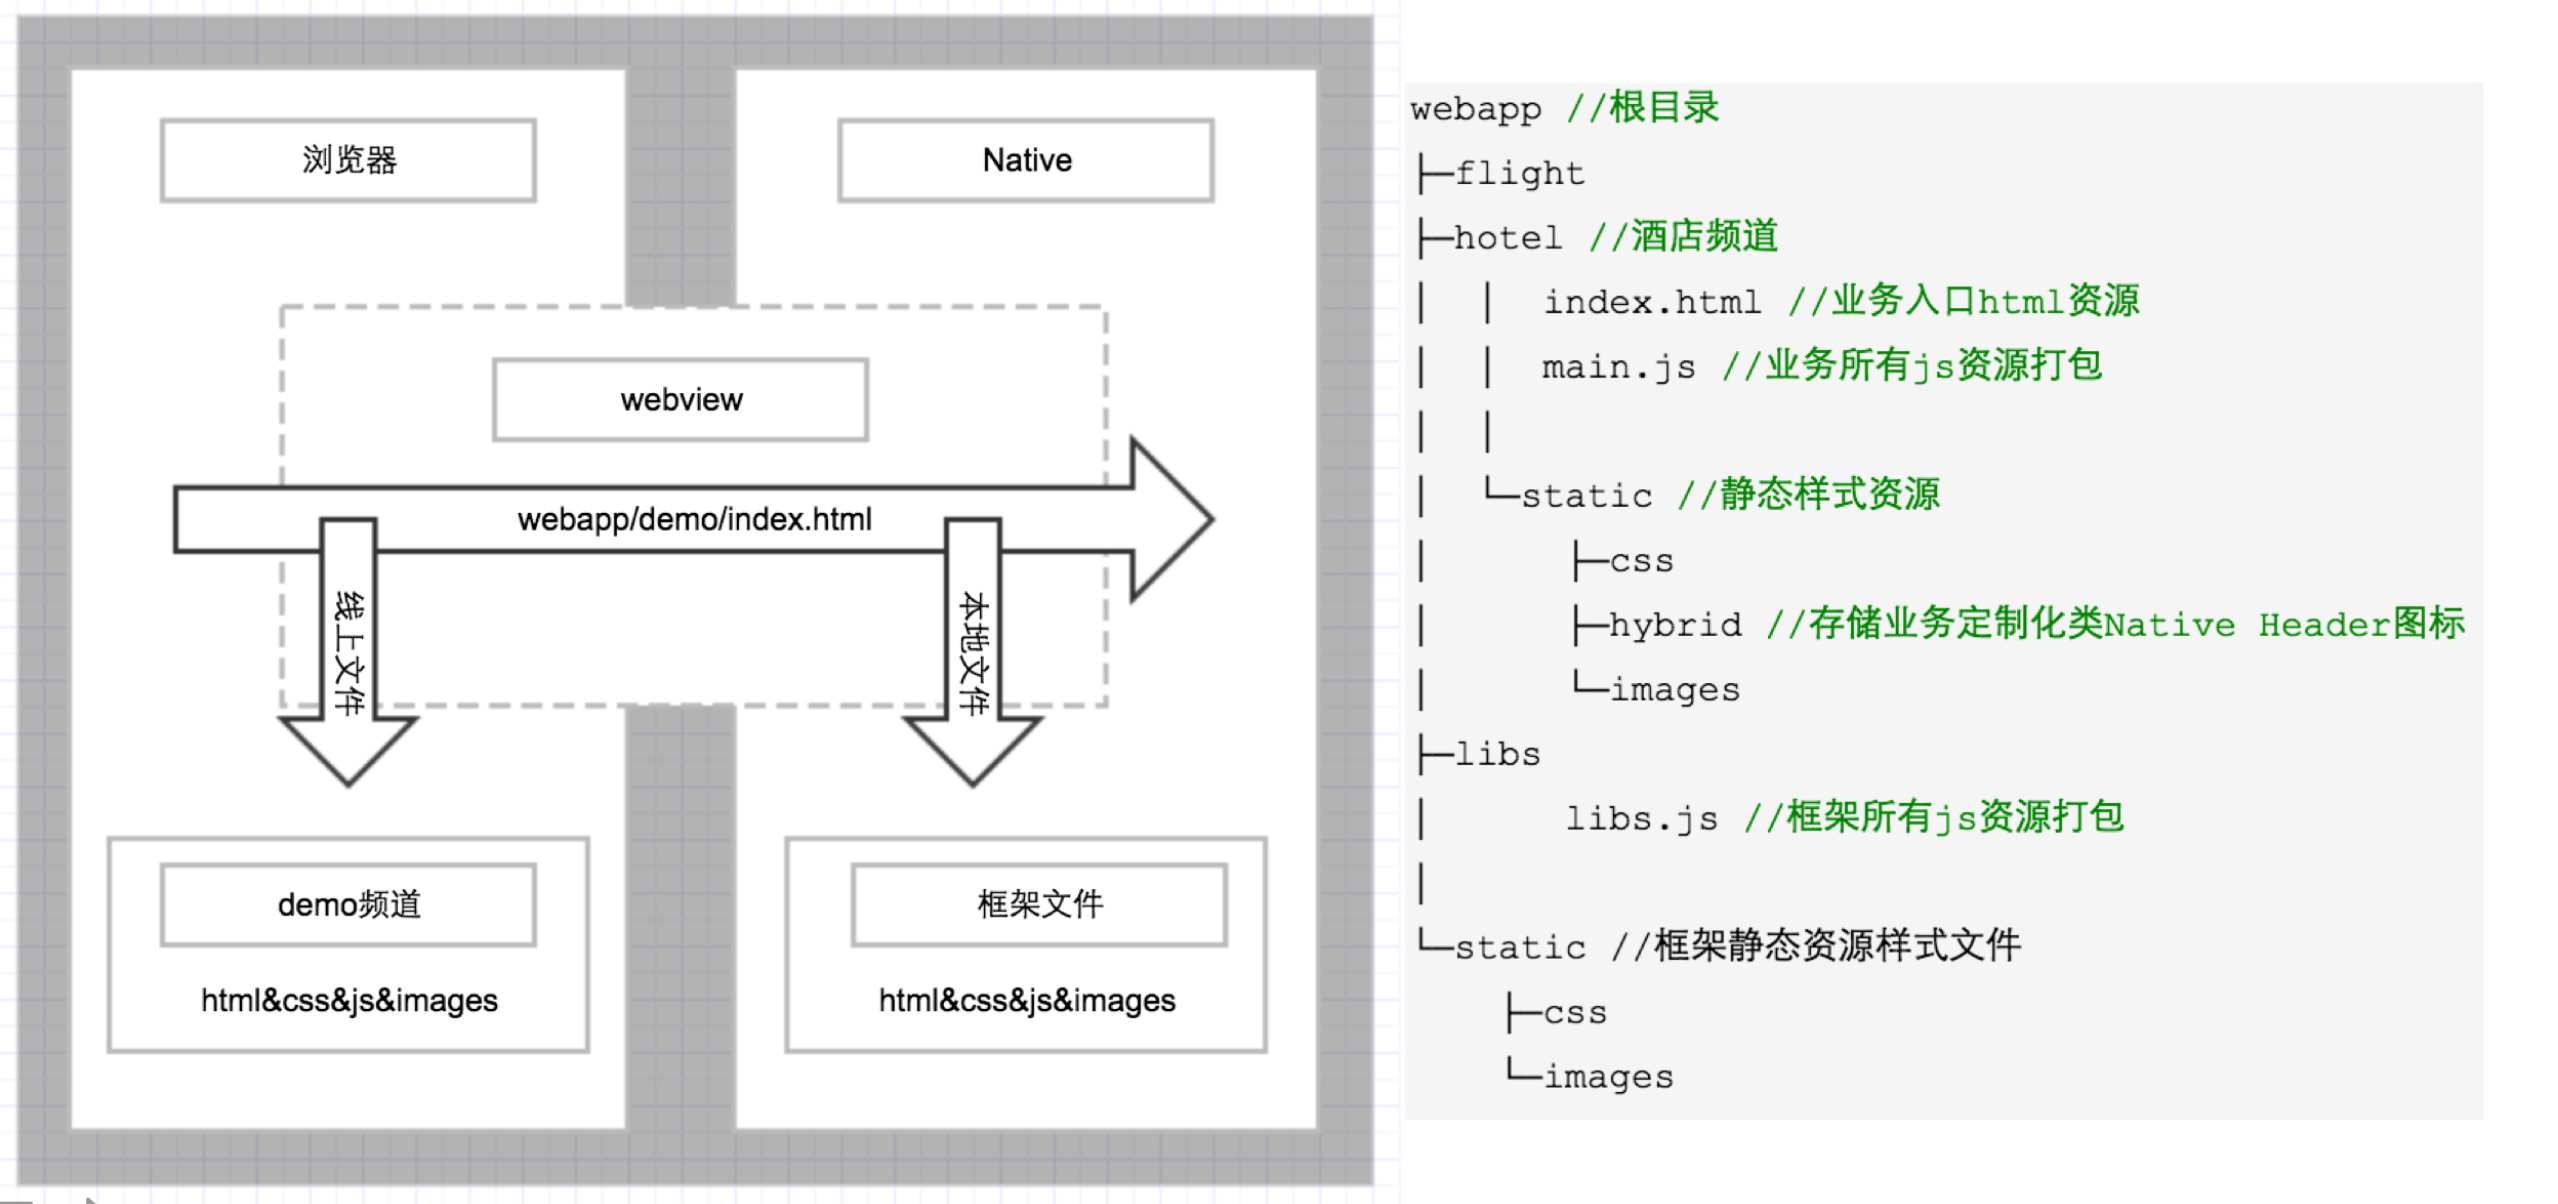 浏览器
Native
webview
webapp/demo/index.html
线上文件
本地文件
demo频道
html&css&js&images
框架文件
html&css&js&images
webapp //根目录
├─flight
├─hotel //酒店频道
│ │ index.html //业务入口html资源
│ │ main.js //业务所有js资源打包
│ │
│ └─static //静态样式资源
│ ├─css
│ ├─hybrid //存储业务定制化类Native Header图标
│ └─images
├─libs
│ libs.js //框架所有js资源打包
│
└─static //框架静态资源样式文件
├─css
└─images